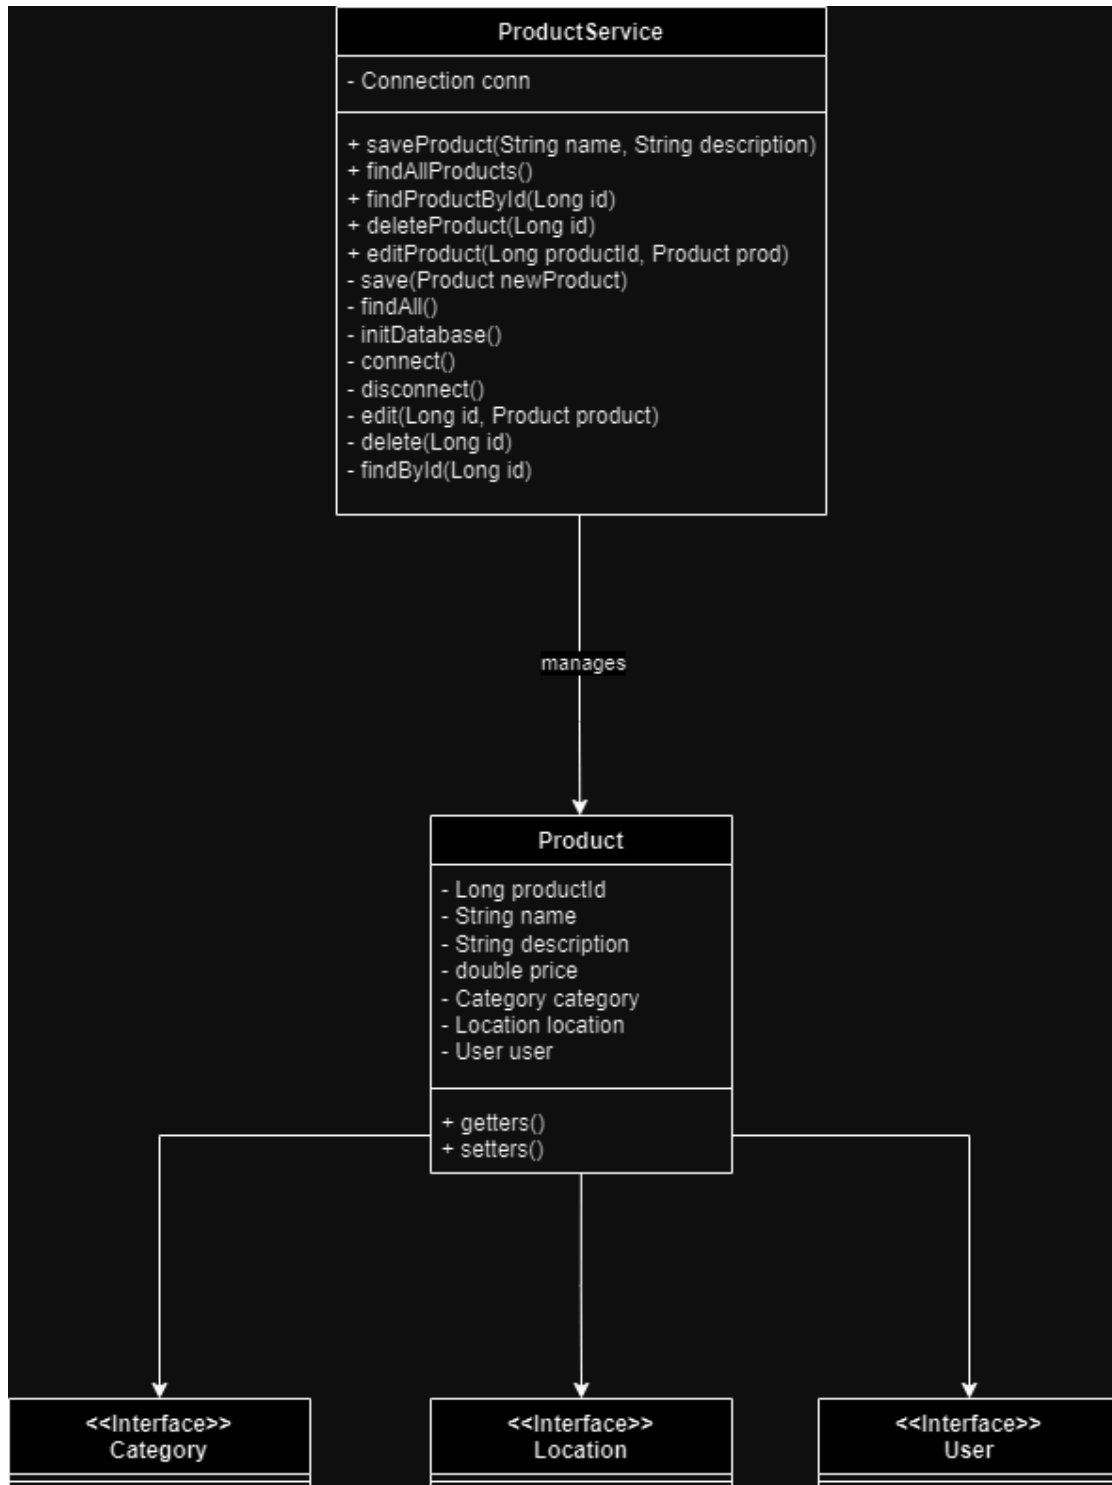 ProductService
- Connection conn
+ saveProduct(String name, String description)
+ findAllProducts()
+ findProductById(Long id)
+ deleteProduct(Long id)
+ editProduct(Long productId, Product prod)
- save(Product newProduct)
- findAll()
- initDatabase()
- connect()
- disconnect()
- edit(Long id, Product product)
- delete(Long id)
- findById(Long id)
manages
Product
- Long productId
- String name
- String description
- double price
- Category category
- Location location
- User user
+ getters()
+ setters()
<<Interface>>
Category
<<Interface>>
Location
<<Interface>>
User